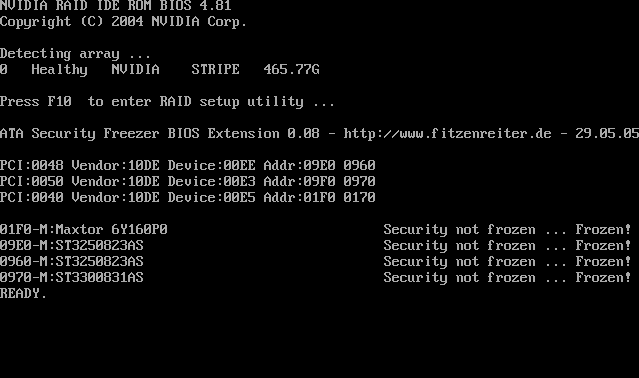 NVIDIA RAID IDE ROM BIOS 4.81
Copyright (C) 2004 NVIDIA Corp.
Detecting array ...
0 Healthy NVIDIA STRIPE 465.77G
Press F10 to enter RAID setup utility ...
ATA Security Freezer BIOS Extension 0.08 - http://www.fitzenreiter.de - 29.05.05
PCI:0048 Vendor:10DE Device:00EE Addr:09E0 0960
PCI:0050 Vendor:10DE Device:00E3 Addr:09F0 0970
PCI:0040 Vendor:10DE Device:00E5 Addr:01F0 0170
01F0-M:Maxtor 6Y160P0 Security not frozen ... Frozen!
09E0-M:ST3250823AS Security not frozen ... Frozen!
0960-M:ST3250823AS Security not frozen ... Frozen!
0970-M:ST3300831AS Security not frozen ... Frozen!
READY.